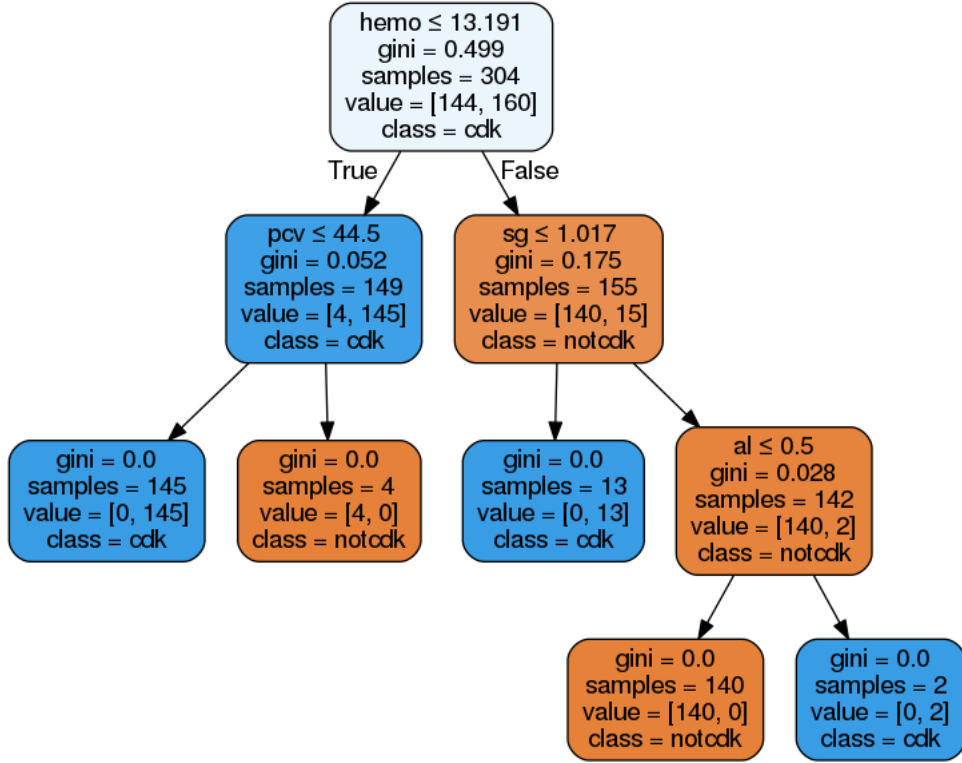 hemo ≤ 13.191
gini = 0.499
samples = 304
value = [144, 160]
class = cdk
True
False
pcv ≤ 44.5
gini = 0.052
samples = 149
value = [4, 145]
class = cdk
sg ≤ 1.017
gini = 0.175
samples = 155
value = [140, 15]
class = notcdk
gini = 0.0
samples = 145
value = [0, 145]
class = cdk
gini = 0.0
samples = 4
value = [4, 0]
class = notcdk
gini = 0.0
samples = 13
value = [0, 13]
class = cdk
al ≤ 0.5
gini = 0.028
samples = 142
value = [140, 2]
class = notcdk
gini = 0.0
samples = 140
value = [140, 0]
class = notcdk
gini = 0.0
samples = 2
value = [0, 2]
class = cdk